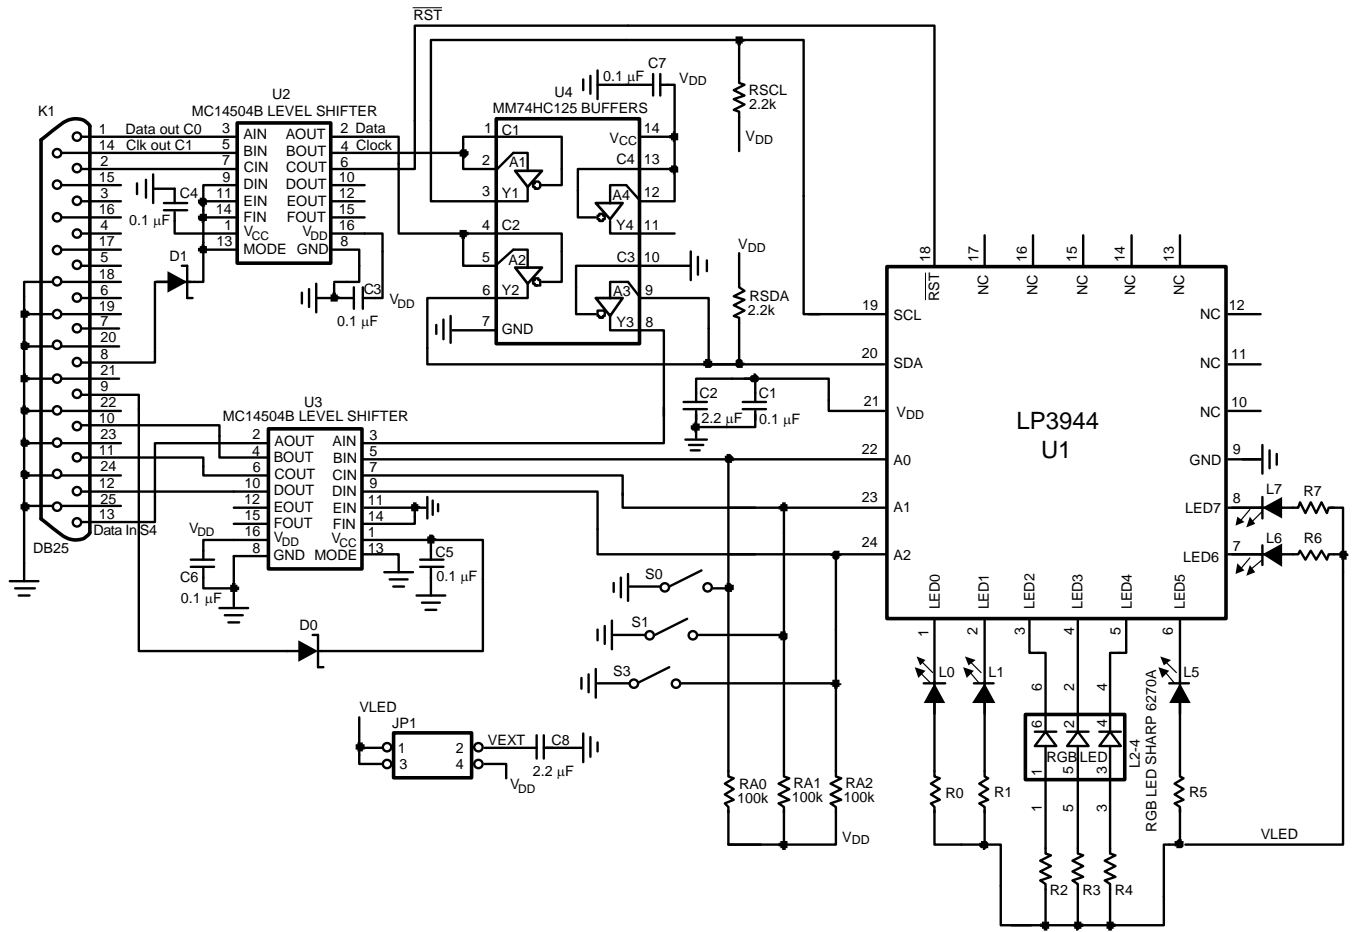 RST
K1
U2
MC14504B LEVEL SHIFTER
1 Data out C0 3 AIN AOUT 2 Data
14 Clk out C1 5 BIN BOUT 4 Clock
2 7 CIN COUT 6
15 9 DIN DOUT 10
3 11 EIN EOUT 12
16 14 FIN FOUT 15
4 1 VCC VDD 16
17 13 MODE GND 8
5
18
6
19
7
20
8
21
9
22
10
23
11
24
12
25
13
Data In S4
DB25
C4
0.1 µF
D1
C3
0.1 µF
VDD
U4
MM74HC125 BUFFERS
C7
0.1 µF
VDD
1 C1
2 A1
3 Y1
4 C2
5 A2
6 Y2
7 GND
VCC 14
C4 13
A4 12
Y4 11
C3 10
A3 9
Y3 8
RSCL
2.2k
VDD
VDD
RSDA
2.2k
C2
2.2 µF
C1
0.1 µF
U3
MC14504B LEVEL SHIFTER
2 AOUT AIN 3
4 BOUT BIN 5
6 COUT CIN 7
10 DOUT DIN 9
12 EOUT EIN 11
15 FOUT FIN 14
16 VDD VCC 1
8 GND MODE 13
VDD
C6
0.1 µF
C5
0.1 µF
D0
S0
S1
S3
VLED
JP1
1 2
3 4
VEXT
C8
2.2 µF
VDD
RA0
100k
RA1
100k
RA2
100k
VDD
LP3944
U1
18 RST
17 NC
16 NC
15 NC
14 NC
13 NC
19 SCL
20 SDA
21 VDD
22 A0
23 A1
24 A2
NC 12
NC 11
NC 10
GND 9
LED7 8
LED6 7
L7
R7
L6
R6
LED0 1
LED1 2
LED2 3
LED3 4
LED4 5
LED5 6
L0
L1
L5
6 2 4
6 2 4
RGB LED
1 5 3
1 5 3
L2-4
RGB LED SHARP 6270A
R0
R1
R5
R2
R3
R4
VLED